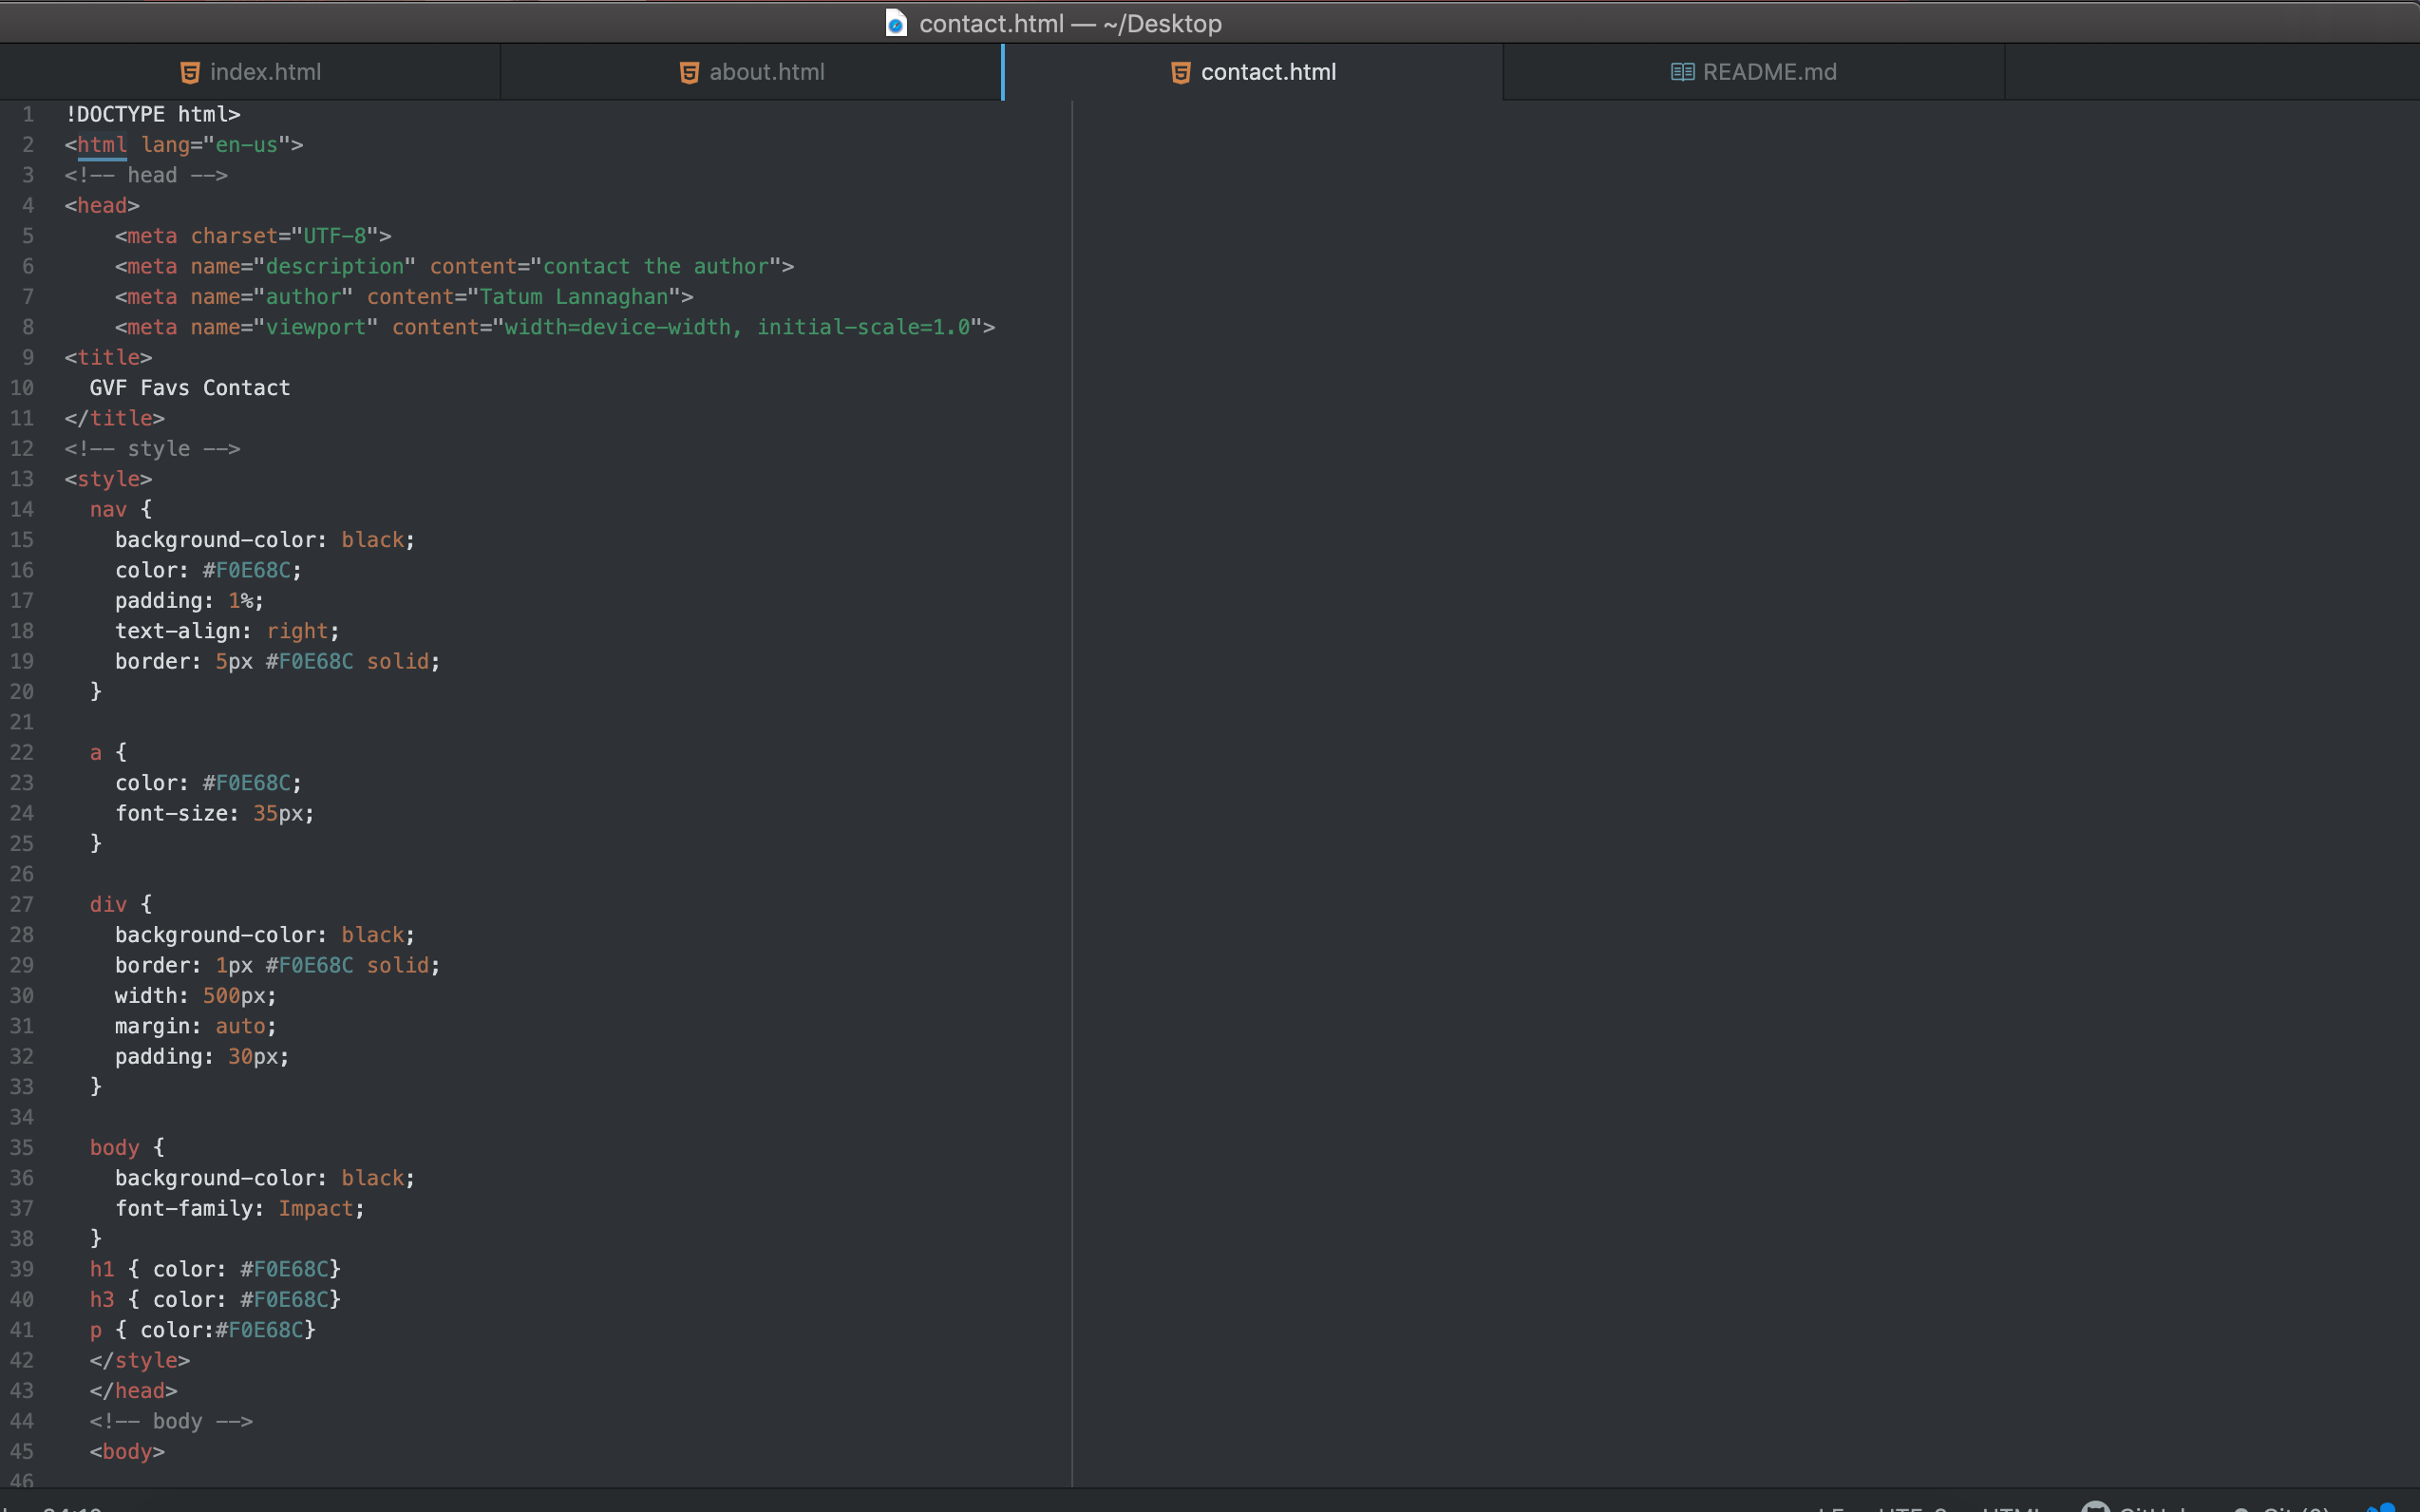 contact.html — ~/Desktop
index.html about.html contact.html README.md
1 !DOCTYPE html>
2 <html lang="en-us">
3 <!-- head -->
4 <head>
5 <meta charset="UTF-8">
6 <meta name="description" content="contact the author">
7 <meta name="author" content="Tatum Lannaghan">
8 <meta name="viewport" content="width=device-width, initial-scale=1.0">
9 <title>
10 GVF Favs Contact
11 </title>
12 <!-- style -->
13 <style>
14 nav {
15 background-color: black;
16 color: #F0E68C;
17 padding: 1%;
18 text-align: right;
19 border: 5px #F0E68C solid;
20 }
21
22 a {
23 color: #F0E68C;
24 font-size: 35px;
25 }
26
27 div {
28 background-color: black;
29 border: 1px #F0E68C solid;
30 width: 500px;
31 margin: auto;
32 padding: 30px;
33 }
34
35 body {
36 background-color: black;
37 font-family: Impact;
38 }
39 h1 { color: #F0E68C}
40 h3 { color: #F0E68C}
41 p { color:#F0E68C}
42 </style>
43 </head>
44 <!-- body -->
45 <body>
46